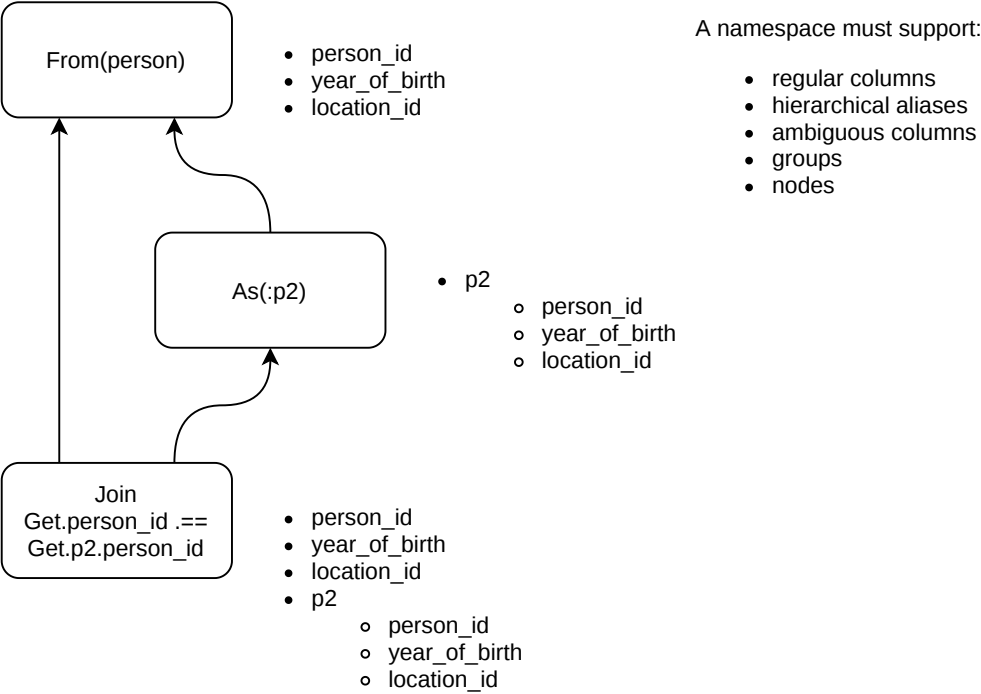 From(person)
• person_id
• year_of_birth
• location_id
A namespace must support:
• regular columns
• hierarchical aliases
• ambiguous columns
• groups
• nodes
As(:p2)
• p2
○ person_id
○ year_of_birth
○ location_id
Join
Get.person_id .==
Get.p2.person_id
• person_id
• year_of_birth
• location_id
• p2
○ person_id
○ year_of_birth
○ location_id